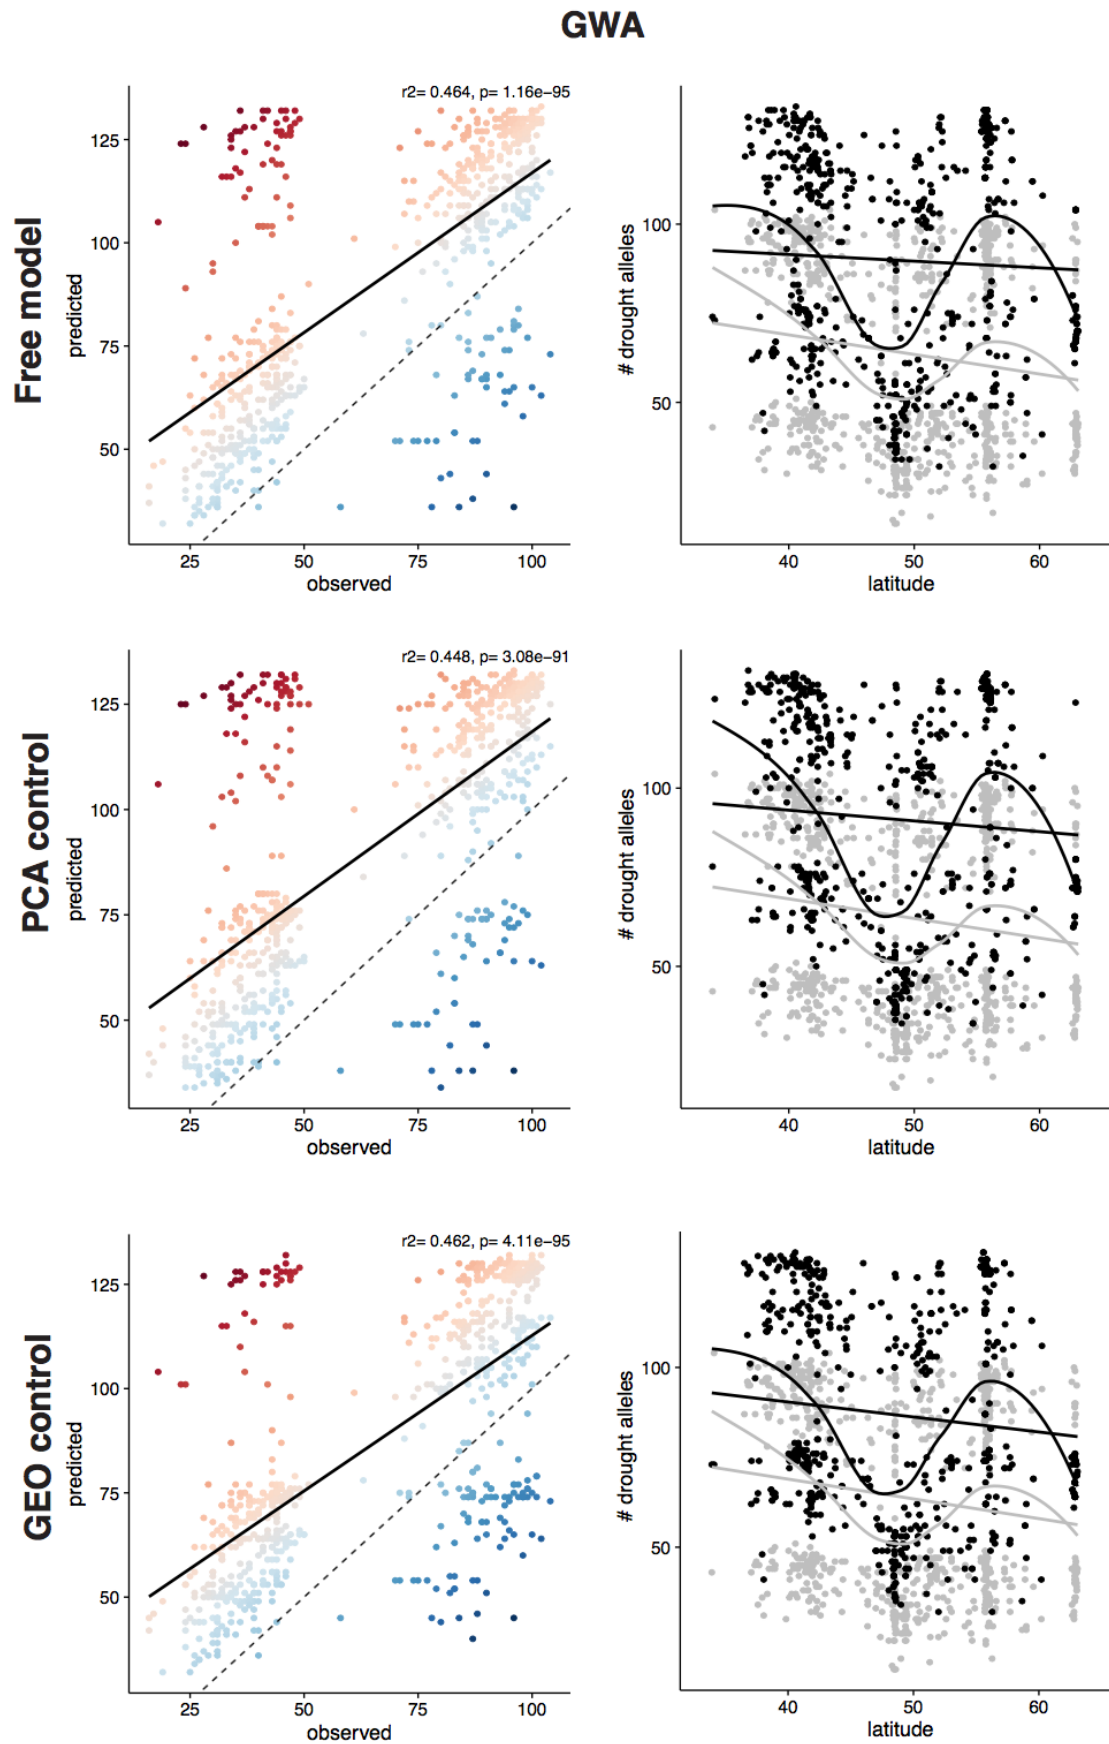 GWA
Free model
r2= 0.464, p= 1.16e−95
predicted
125
100
75
50
25 50 75 100
observed
# drought alleles
100
50
40 50 60
latitude
PCA control
r2= 0.448, p= 3.08e−91
predicted
125
100
75
50
25 50 75 100
observed
# drought alleles
100
50
40 50 60
latitude
GEO control
r2= 0.462, p= 4.11e−95
predicted
125
100
75
50
25 50 75 100
observed
# drought alleles
100
50
40 50 60
latitude